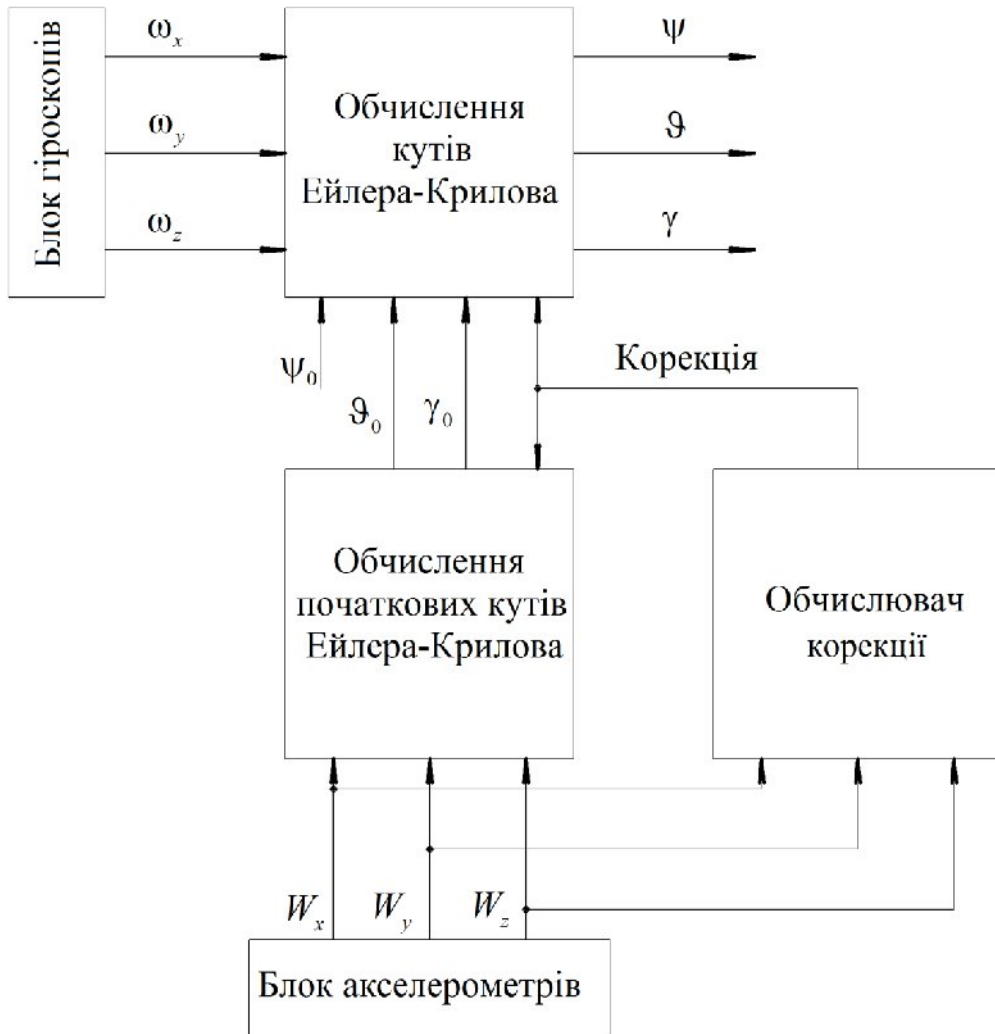 Блок гіроскопів
ω_x
ω_y
ω_z
Обчислення
кутів
Ейлера-Крилова
ψ
ϑ
γ
ψ_0
ϑ_0
γ_0
Корекція
Обчислення
початкових кутів
Ейлера-Крилова
Обчислювач
корекції
W_x
W_y
W_z
Блок акселерометрів